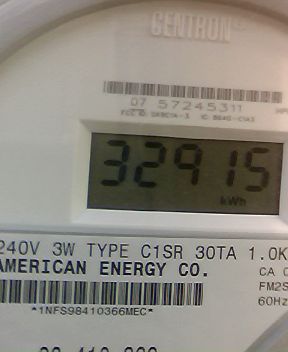 CENTRON®
07 57245311
32915
kWh
240V 3W TYPE C1SR 30TA 1.0K
AMERICAN ENERGY CO.
CA
FM2S
60Hz
*1NFS98410366MEC*